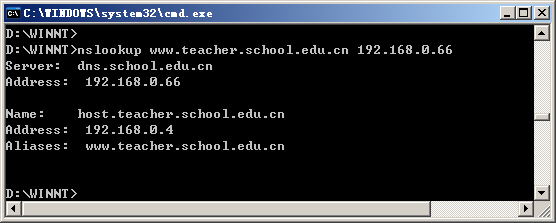 C:\WINDOWS\system32\cmd.exe
D:\WINNT>
D:\WINNT>nslookup www.teacher.school.edu.cn 192.168.0.66
Server:  dns.school.edu.cn
Address:  192.168.0.66
Name:    host.teacher.school.edu.cn
Address:  192.168.0.4
Aliases:  www.teacher.school.edu.cn
D:\WINNT>